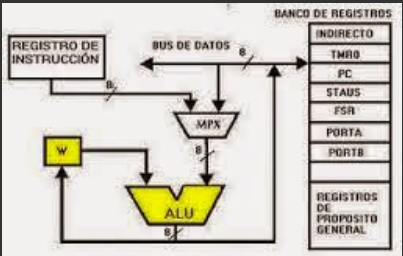 BANCO DE REGISTROS
REGISTRO DE
INSTRUCCIÓN
BUS DE DATOS
8
8
INDIRECTO
TMR0
PC
STAUS
FSR
PORTA
PORTB
MPX
8
W
ALU
8
REGISTROS
DE
PROPOSITO
GENERAL